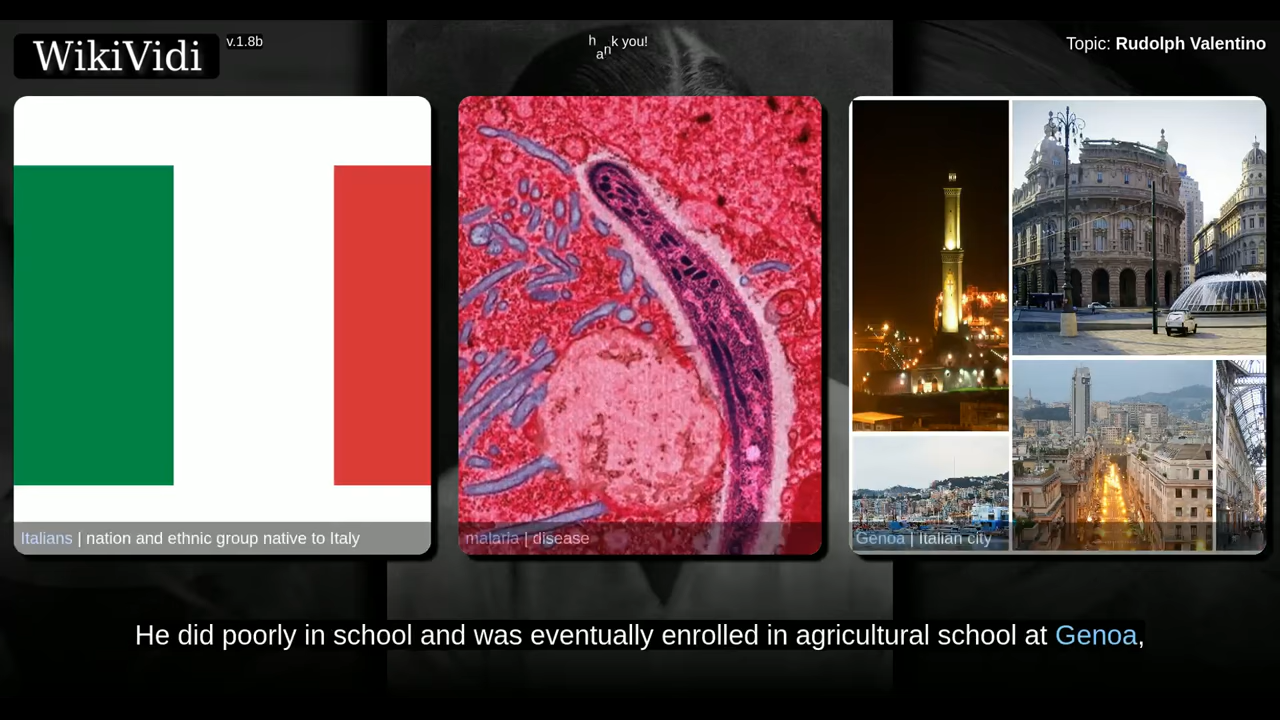 WikiVidi
v.1.8b
hank you!
Topic: Rudolph Valentino
Italians | nation and ethnic group native to Italy
malaria | disease
Genoa | Italian city
He did poorly in school and was eventually enrolled in agricultural school at Genoa,